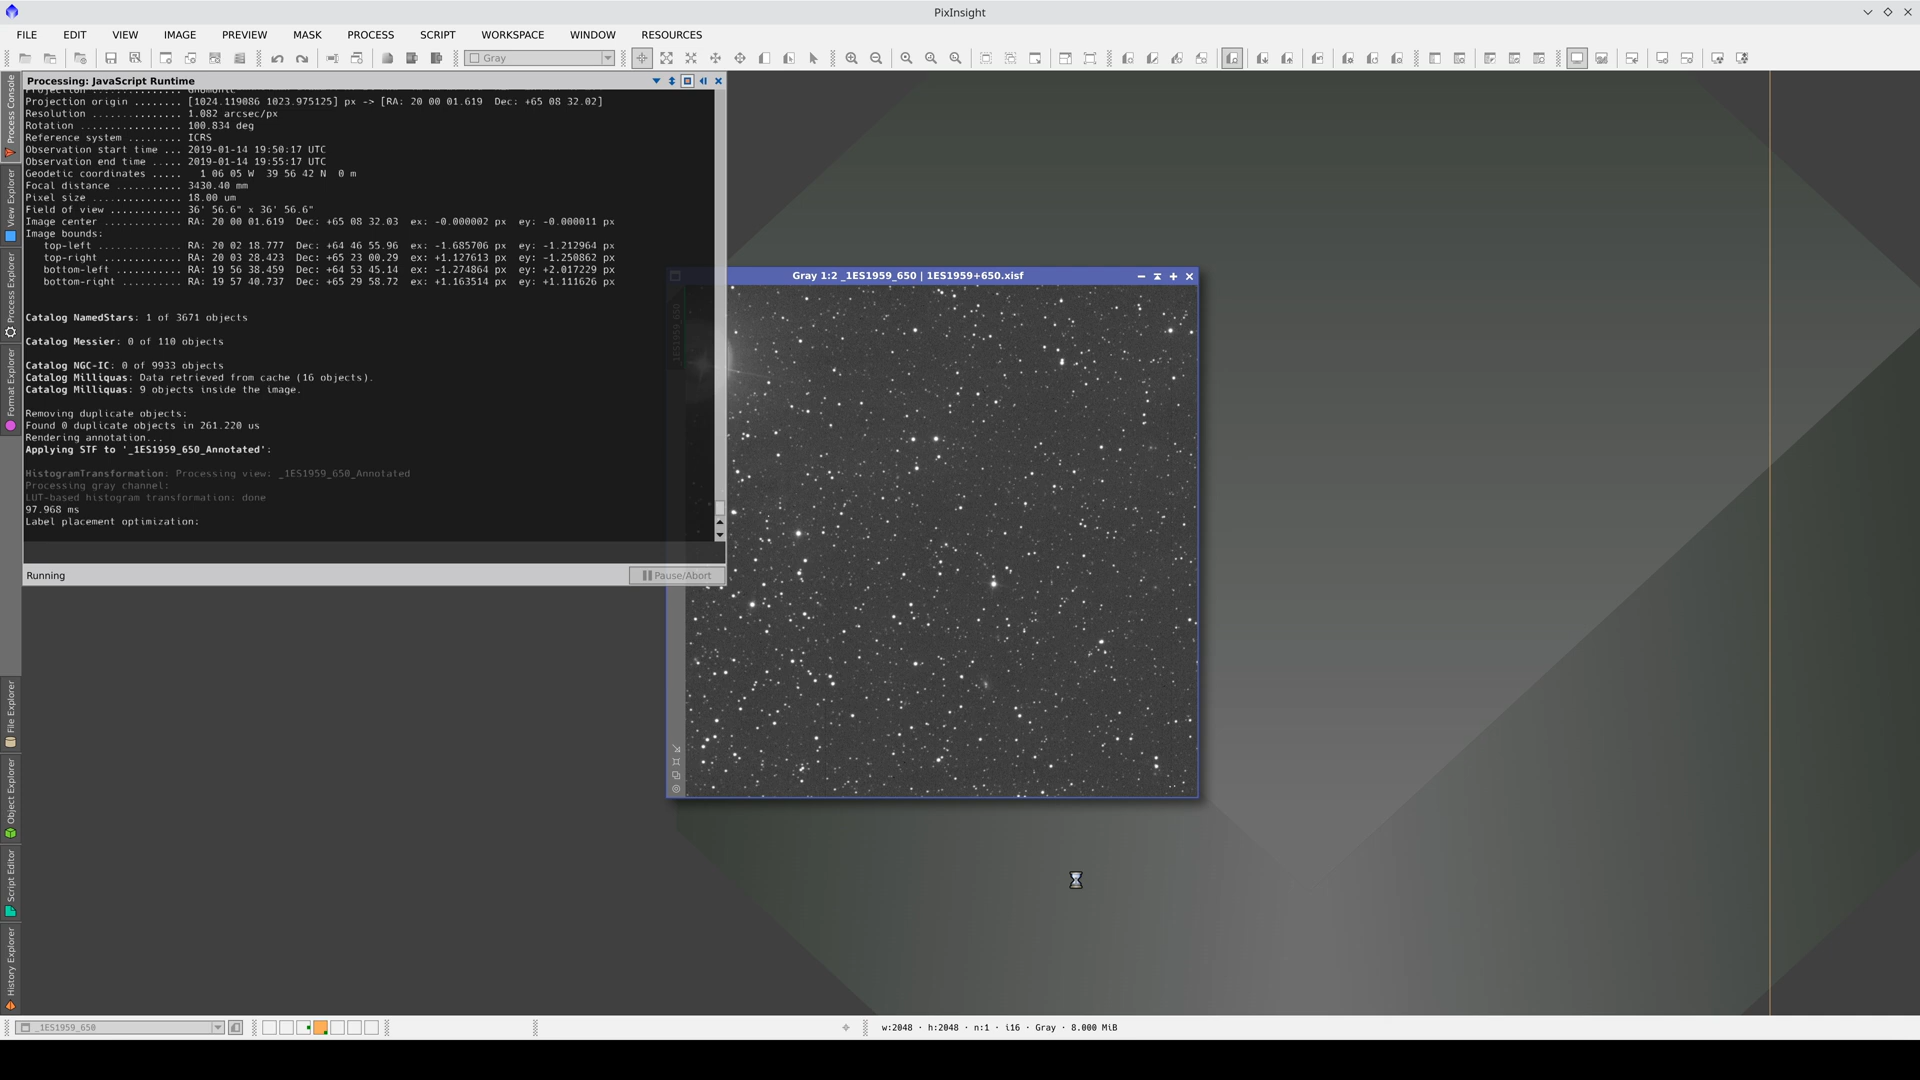 PixInsight
FILE EDIT VIEW IMAGE PREVIEW MASK PROCESS SCRIPT WORKSPACE WINDOW RESOURCES
Gray
Processing: JavaScript Runtime
Projection origin ........ [1024.119086 1023.975125] px -> [RA: 20 00 01.619 Dec: +65 08 32.02]
Resolution ............... 1.082 arcsec/px
Rotation ................. 100.834 deg
Reference system ......... ICRS
Observation start time ... 2019-01-14 19:50:17 UTC
Observation end time ..... 2019-01-14 19:55:17 UTC
Geodetic coordinates ..... 1 06 05 W 39 56 42 N 0 m
Focal distance ........... 3430.40 mm
Pixel size ............... 18.00 um
Field of view ............ 36' 56.6" x 36' 56.6"
Image center ............. RA: 20 00 01.619 Dec: +65 08 32.03 ex: -0.000002 px ey: -0.000011 px
Image bounds:
top-left ............... RA: 20 02 18.777 Dec: +64 46 55.96 ex: -1.685706 px ey: -1.212964 px
top-right .............. RA: 20 03 28.423 Dec: +65 23 00.29 ex: +1.127613 px ey: -1.250862 px
bottom-left ............ RA: 19 56 38.459 Dec: +64 53 45.14 ex: -1.274864 px ey: +2.017229 px
bottom-right ........... RA: 19 57 40.737 Dec: +65 29 58.72 ex: +1.163514 px ey: +1.111626 px
Catalog NamedStars: 1 of 3671 objects
Catalog Messier: 0 of 110 objects
Catalog NGC-IC: 0 of 9933 objects
Catalog Milliquas: Data retrieved from cache (16 objects).
Catalog Milliquas: 9 objects inside the image.
Removing duplicate objects:
Found 0 duplicate objects in 261.220 us
Rendering annotation...
Applying STF to '_1ES1959_650_Annotated':
HistogramTransformation: Processing view: _1ES1959_650_Annotated
Processing gray channel:
LUT-based histogram transformation: done
97.968 ms
Label placement optimization:
Running
Pause/Abort
Gray 1:2 _1ES1959_650 | 1ES1959+650.xisf
_1ES1959_650
Process Console
View Explorer
Process Explorer
Format Explorer
File Explorer
Object Explorer
Script Editor
History Explorer
_1ES1959_650
w:2048 · h:2048 · n:1 · i16 · Gray · 8.000 MiB